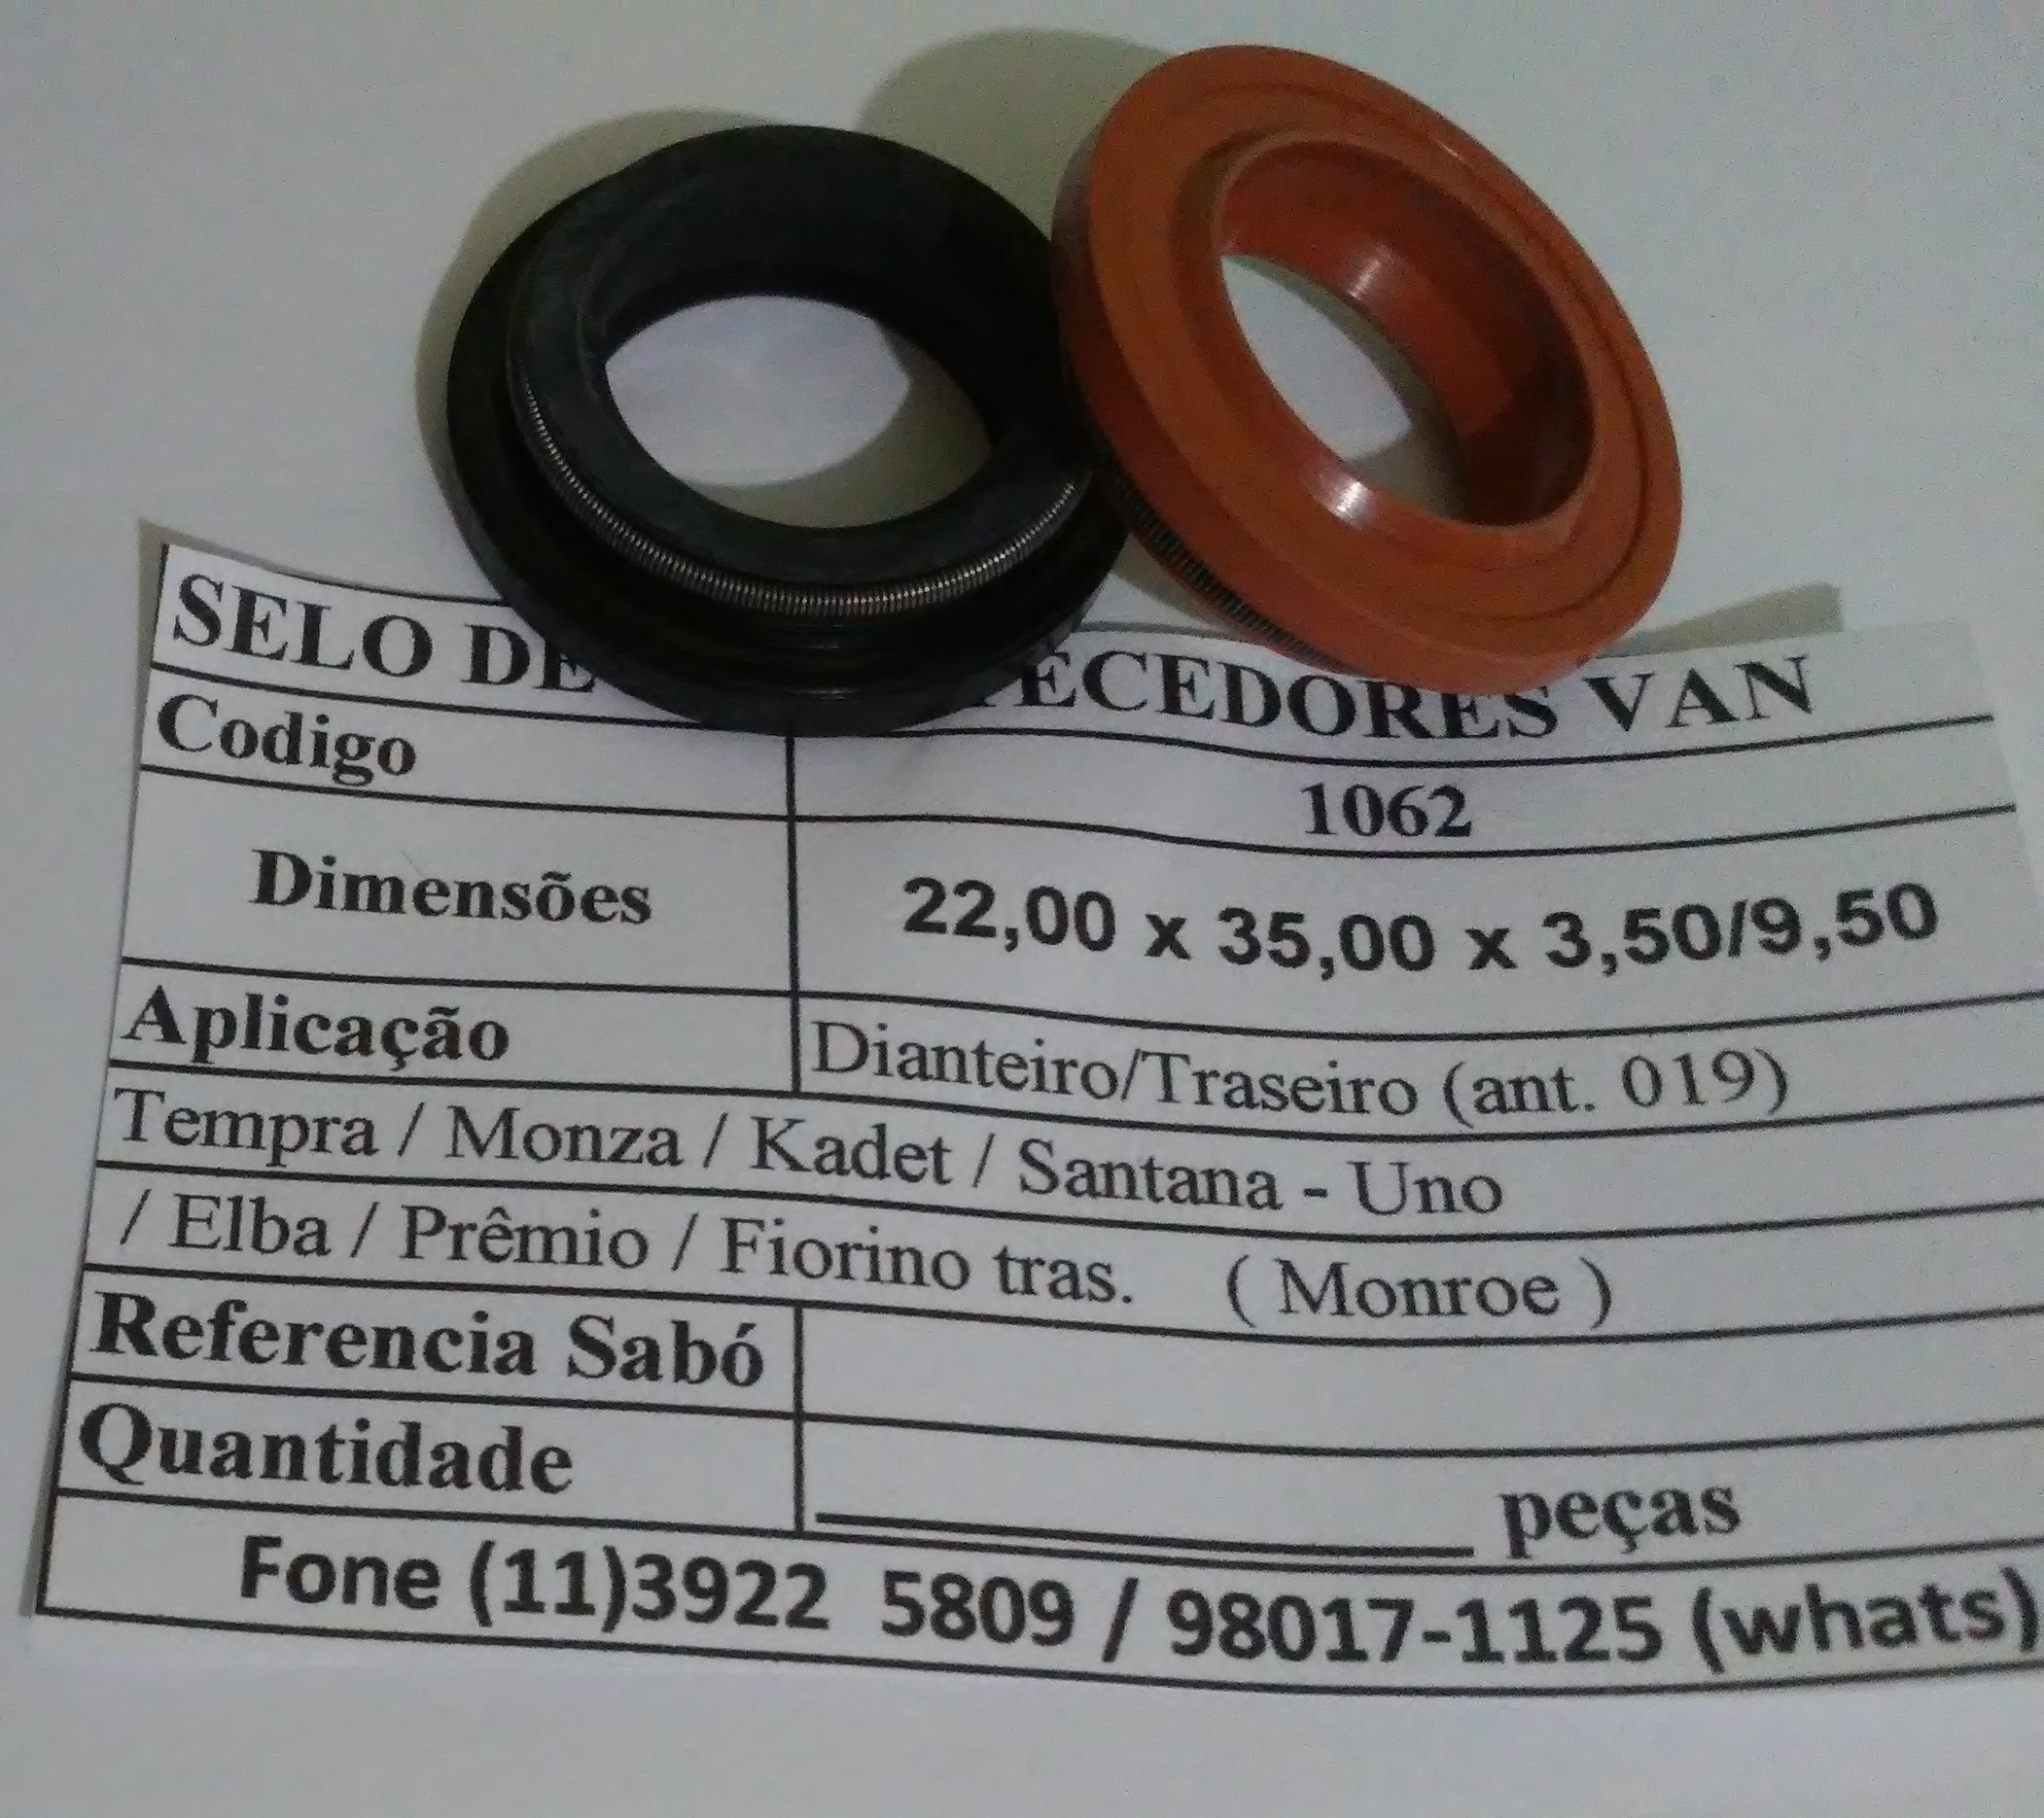 SELO DE VAN
Codigo 1062
Dimensões 22,00 x 35,00 x 3,50/9,50
Aplicação Dianteiro/Traseiro (ant. 019)
Tempra / Monza / Kadet / Santana - Uno
/ Elba / Prêmio / Fiorino tras. ( Monroe )
Referencia Sabó
Quantidade peças
Fone (11)3922 5809 / 98017-1125 (whats)